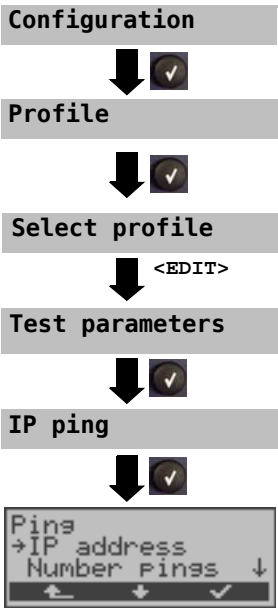 Configuration
Profile
Select profile
<EDIT>
Test parameters
IP ping
Ping
→IP address
Number pings ↓